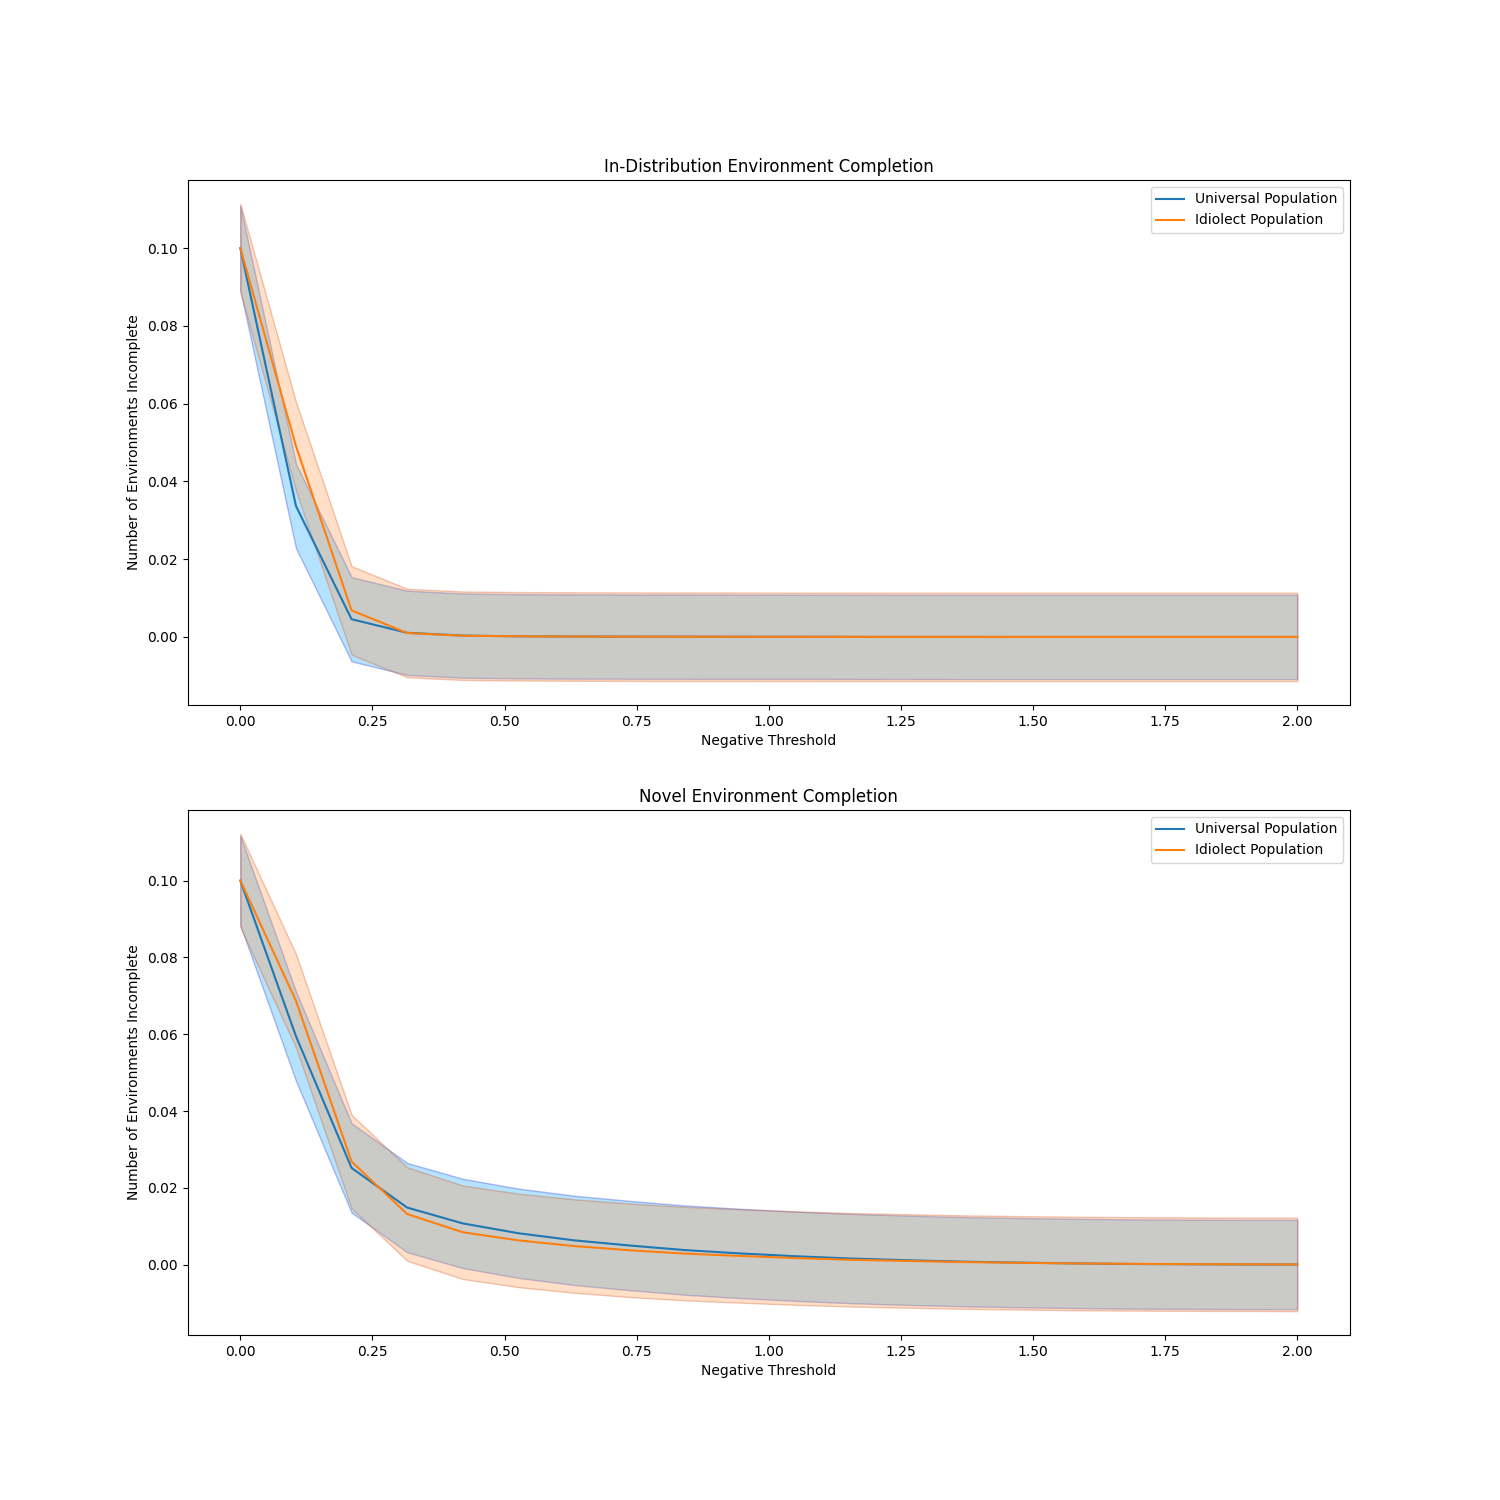 In-Distribution Environment Completion
Universal Population
Idiolect Population
Number of Environments Incomplete
0.10
0.08
0.06
0.04
0.02
0.00
0.00 0.25 0.50 0.75 1.00 1.25 1.50 1.75 2.00
Negative Threshold
Novel Environment Completion
Universal Population
Idiolect Population
Number of Environments Incomplete
0.10
0.08
0.06
0.04
0.02
0.00
0.00 0.25 0.50 0.75 1.00 1.25 1.50 1.75 2.00
Negative Threshold